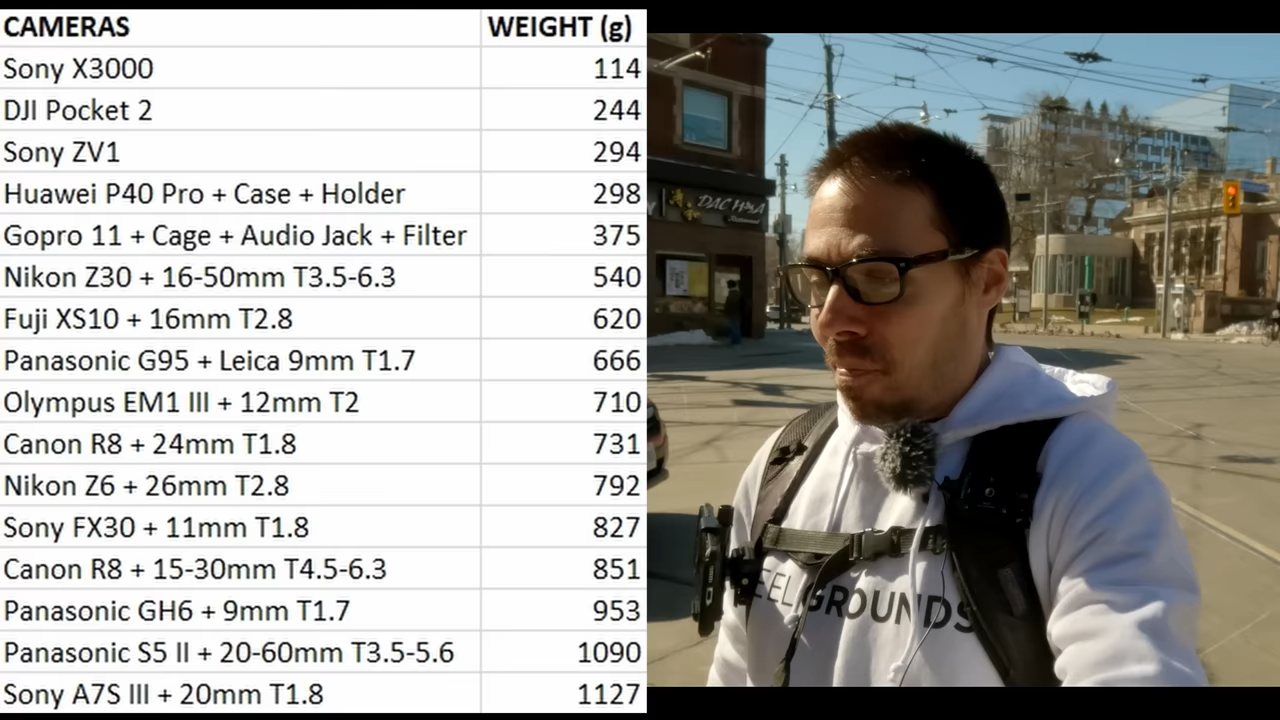 CAMERAS WEIGHT (g)
Sony X3000 114
DJI Pocket 2 244
Sony ZV1 294
Huawei P40 Pro + Case + Holder 298
Gopro 11 + Cage + Audio Jack + Filter 375
Nikon Z30 + 16-50mm T3.5-6.3 540
Fuji XS10 + 16mm T2.8 620
Panasonic G95 + Leica 9mm T1.7 666
Olympus EM1 III + 12mm T2 710
Canon R8 + 24mm T1.8 731
Nikon Z6 + 26mm T2.8 792
Sony FX30 + 11mm T1.8 827
Canon R8 + 15-30mm T4.5-6.3 851
Panasonic GH6 + 9mm T1.7 953
Panasonic S5 II + 20-60mm T3.5-5.6 1090
Sony A7S III + 20mm T1.8 1127
GROUNDS